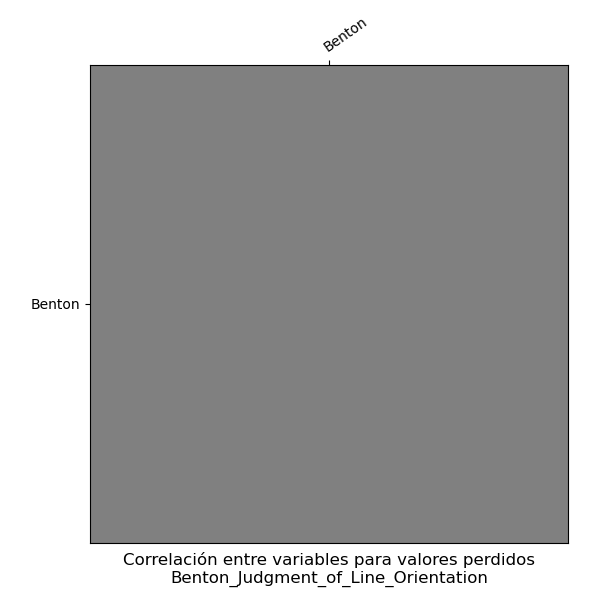 Benton
Benton
Correlación entre variables para valores perdidos
Benton_Judgment_of_Line_Orientation